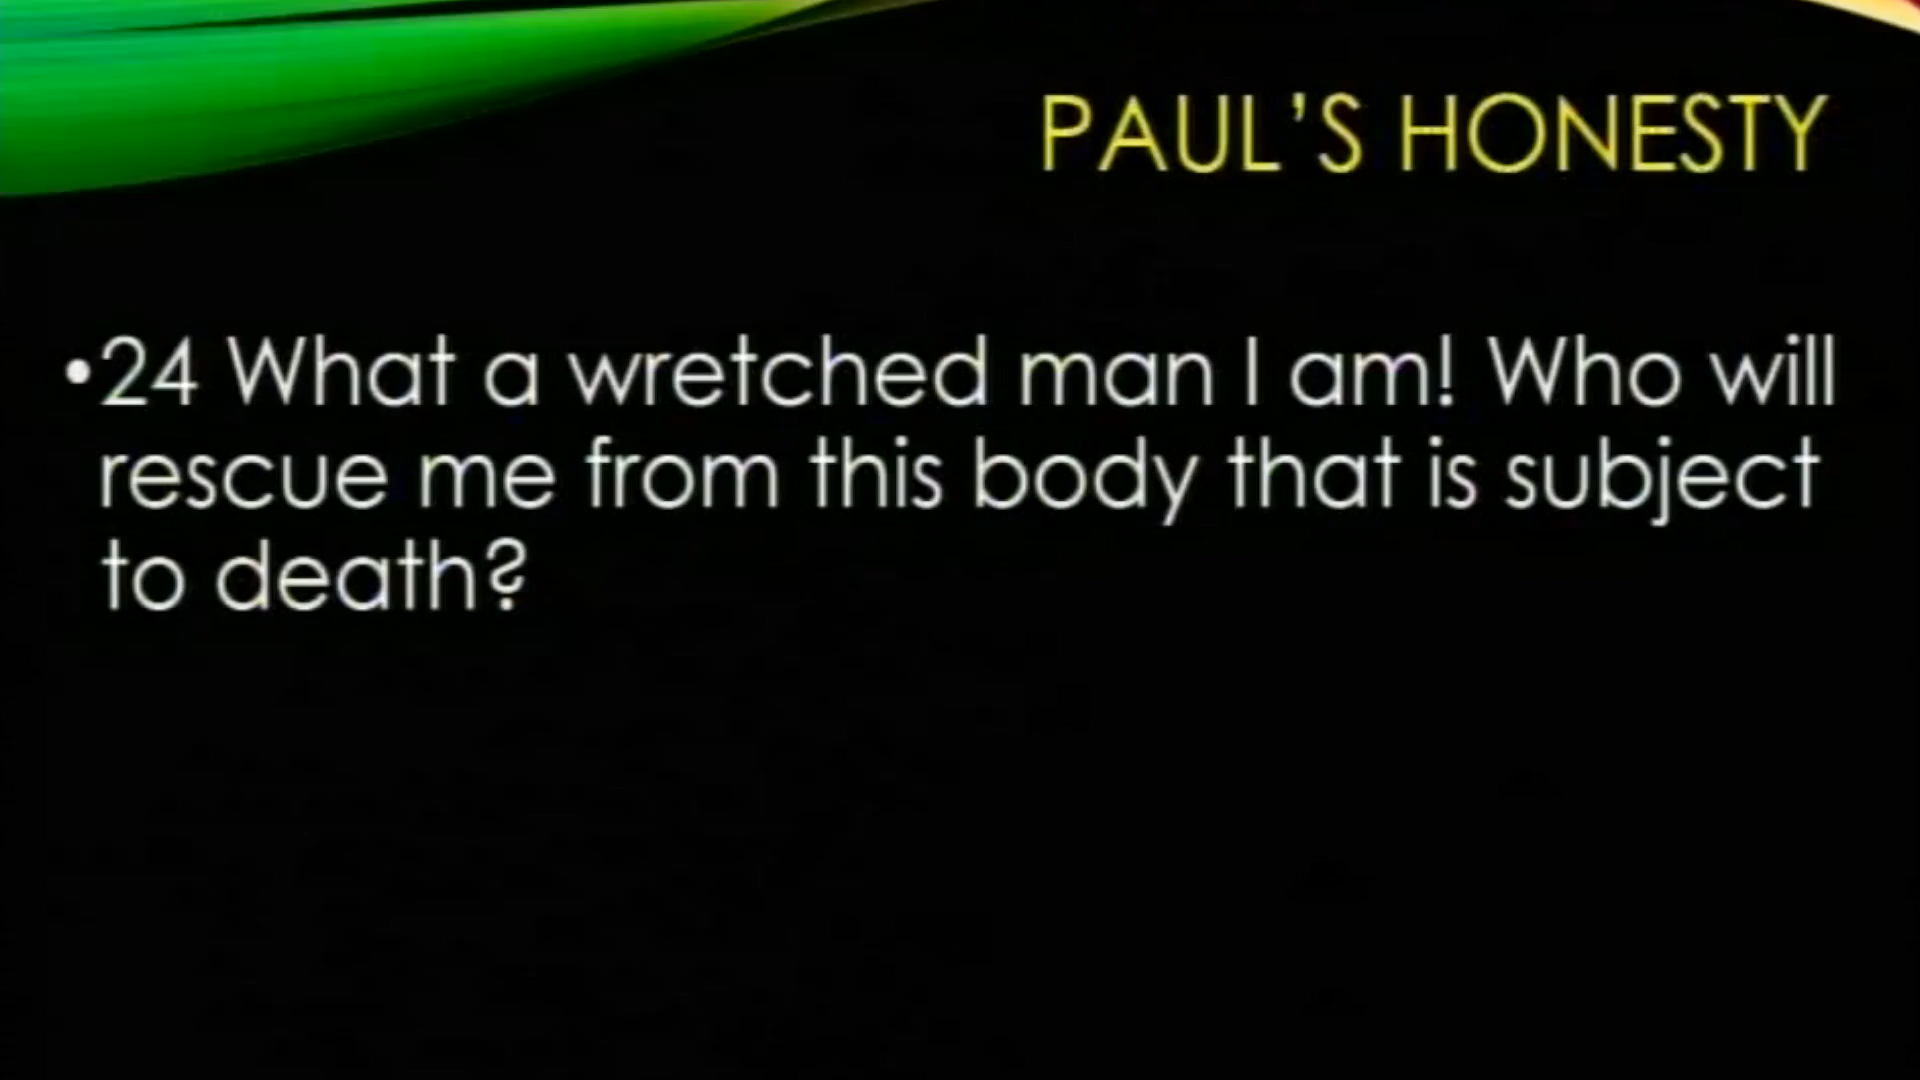 PAUL’S HONESTY
•24 What a wretched man I am! Who will
rescue me from this body that is subject
to death?